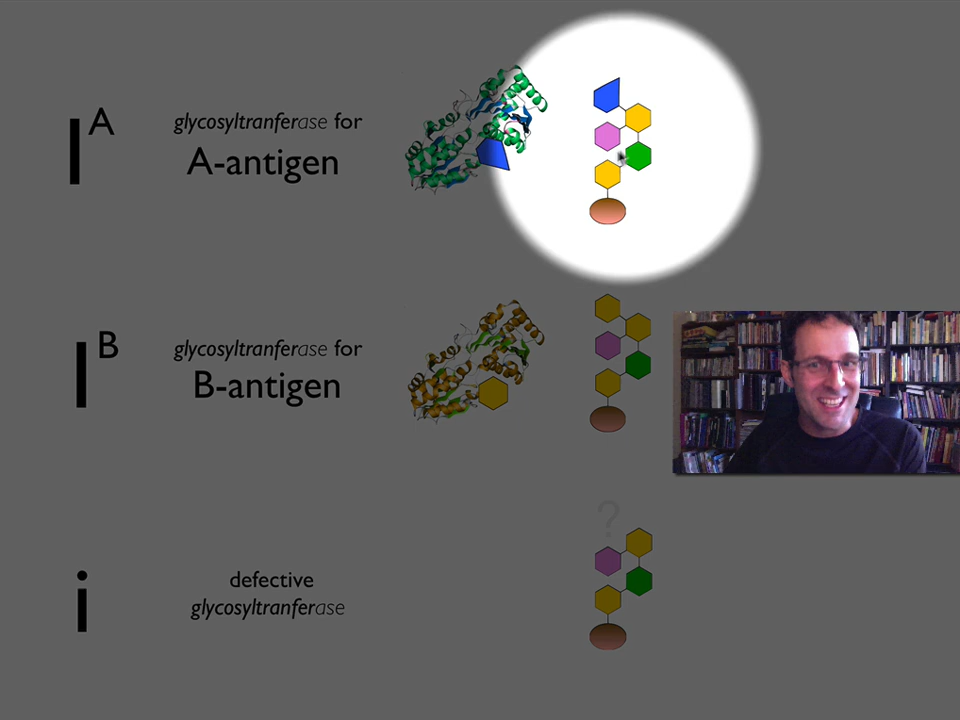 I^A
glycosyltranferase for
A-antigen
I^B
glycosyltranferase for
B-antigen
?
i
defective
glycosyltranferase